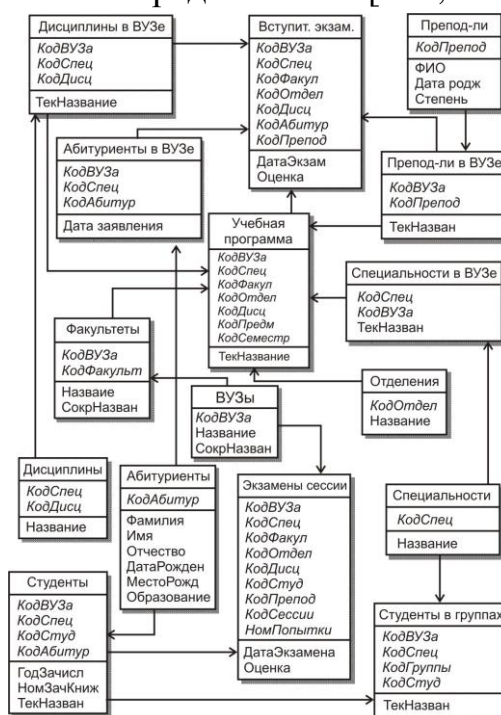 Дисциплины в ВУЗе
КодВУЗа
КодСпец
КодДисц
ТекНазвание
Вступит. экзам.
КодВУЗа
КодСпец
КодФакул
КодОтдел
КодДисц
КодАбитур
КодПрепод
ДатаЭкзам
Оценка
Препод-ли
КодПрепод
ФИО
Дата родж
Степень
Абитуриенты в ВУЗе
КодВУЗа
КодСпец
КодАбитур
Дата заявления
Препод-ли в ВУЗе
КодВУЗа
КодПрепод
ТекНазван
Учебная
программа
КодВУЗа
КодСпец
КодФакул
КодОтдел
КодДисц
КодПредм
КодСеместр
ТекНазвание
Специальности в ВУЗе
КодСпец
КодВУЗа
ТекНазван
Факультеты
КодВУЗа
КодФакульт
Назваие
СокрНазван
ВУЗы
КодВУЗа
Название
СокрНазван
Отделения
КодОтдел
Название
Дисциплины
КодСпец
КодДисц
Название
Абитуриенты
КодАбитур
Фамилия
Имя
Отчество
ДатаРожден
МестоРожд
Образование
Экзамены сессии
КодВУЗа
КодСпец
КодФакул
КодОтдел
КодДисц
КодСтуд
КодПрепод
КодСессии
НомПопытки
ДатаЭкзамена
Оценка
Специальности
КодСпец
Название
Студенты
КодВУЗа
КодСпец
КодСтуд
КодАбитур
ГодЗачисл
НомЗачКниж
ТекНазван
Студенты в группах
КодВУЗа
КодСпец
КодГруппы
КодСтуд
ТекНазван